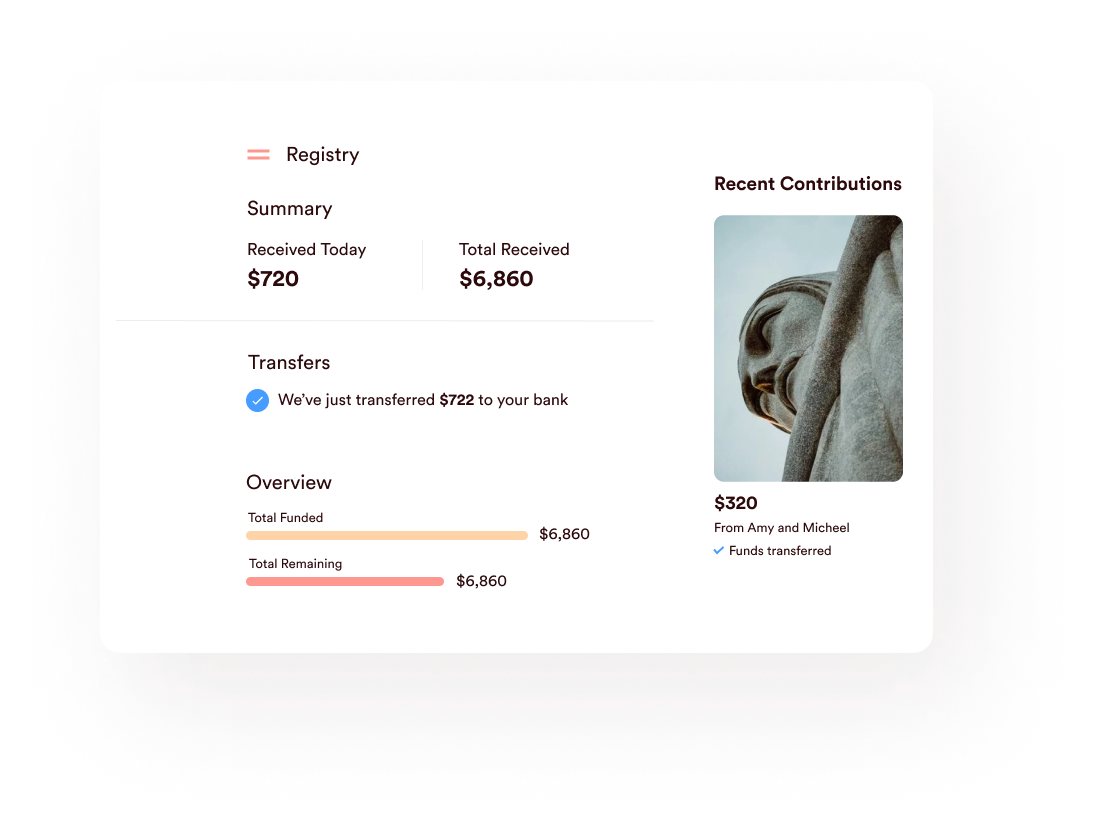 Registry
Summary
Received Today
$720
Total Received
$6,860
Transfers
We’ve just transferred $722 to your bank
Overview
Total Funded
$6,860
Total Remaining
$6,860
Recent Contributions
$320
From Amy and Micheel
Funds transferred